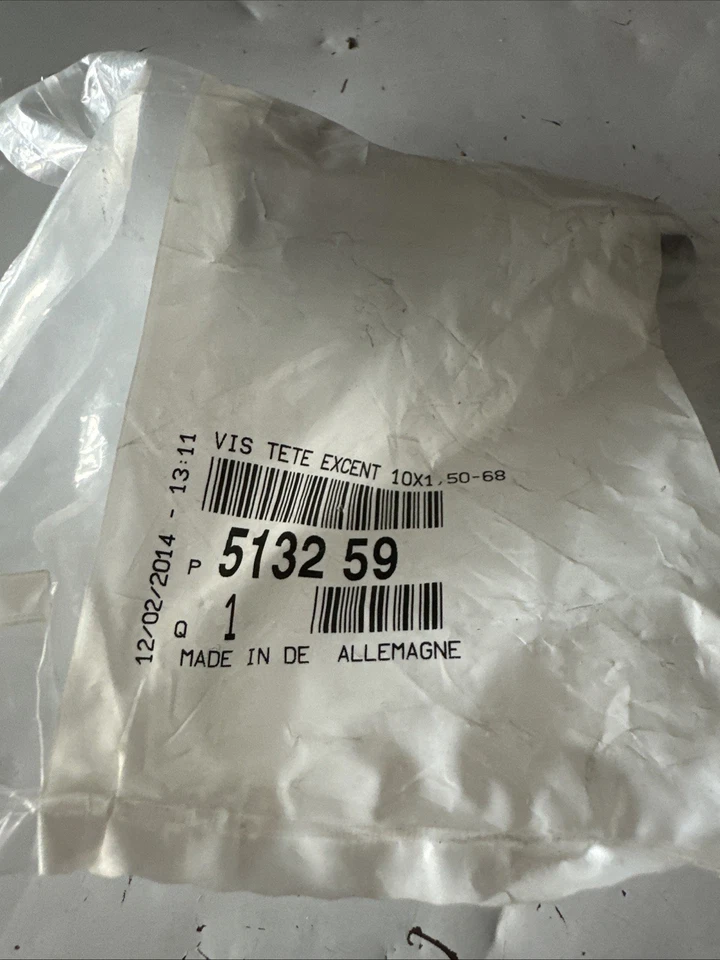 VIS TETE EXCENT 10X1,50-68
P 5132 59
Q 1
MADE IN DE ALLEMAGNE
12/02/2014 - 13:11